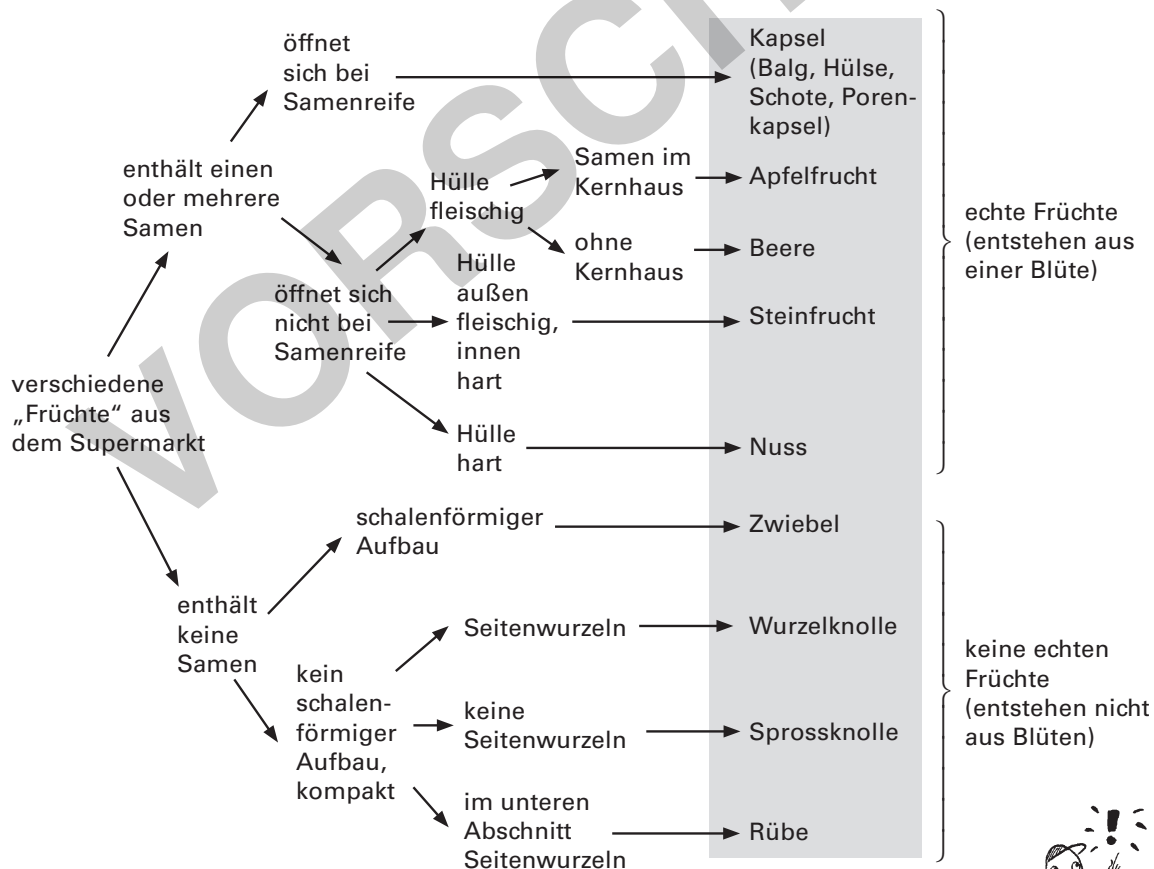 öffnet
sich bei
Samenreife
Kapsel
(Balg, Hülse,
Schote, Poren-
kapsel)
enthält einen
oder mehrere
Samen
Hülle
fleischig
Samen im
Kernhaus
Apfelfrucht
ohne
Kernhaus
Beere
echte Früchte
(entstehen aus
einer Blüte)
öffnet sich
nicht bei
Samenreife
Hülle
außen
fleischig,
innen
hart
Steinfrucht
verschiedene
„Früchte“ aus
dem Supermarkt
Hülle
hart
Nuss
schalenförmiger
Aufbau
Zwiebel
enthält
keine
Samen
Seitenwurzeln
Wurzelknolle
kein
schalen-
förmiger
Aufbau,
kompakt
keine
Seitenwurzeln
Sprossknolle
keine echten
Früchte
(entstehen nicht
aus Blüten)
im unteren
Abschnitt
Seitenwurzeln
Rübe
!
VORSCH